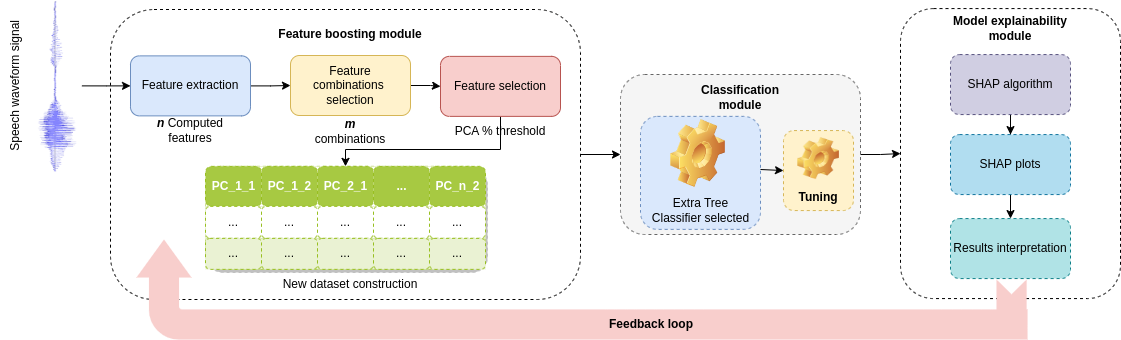 Speech waveform signal
Feature boosting module
Feature extraction
n Computed
features
Feature
combinations
selection
m
combinations
Feature selection
PCA % threshold
PC_1_1 PC_1_2 PC_2_1 ... PC_n_2
... ... ... ... ...
... ... ... ... ...
New dataset construction
Classification
module
Extra Tree
Classifier selected
Tuning
Model explainability
module
SHAP algorithm
SHAP plots
Results interpretation
Feedback loop